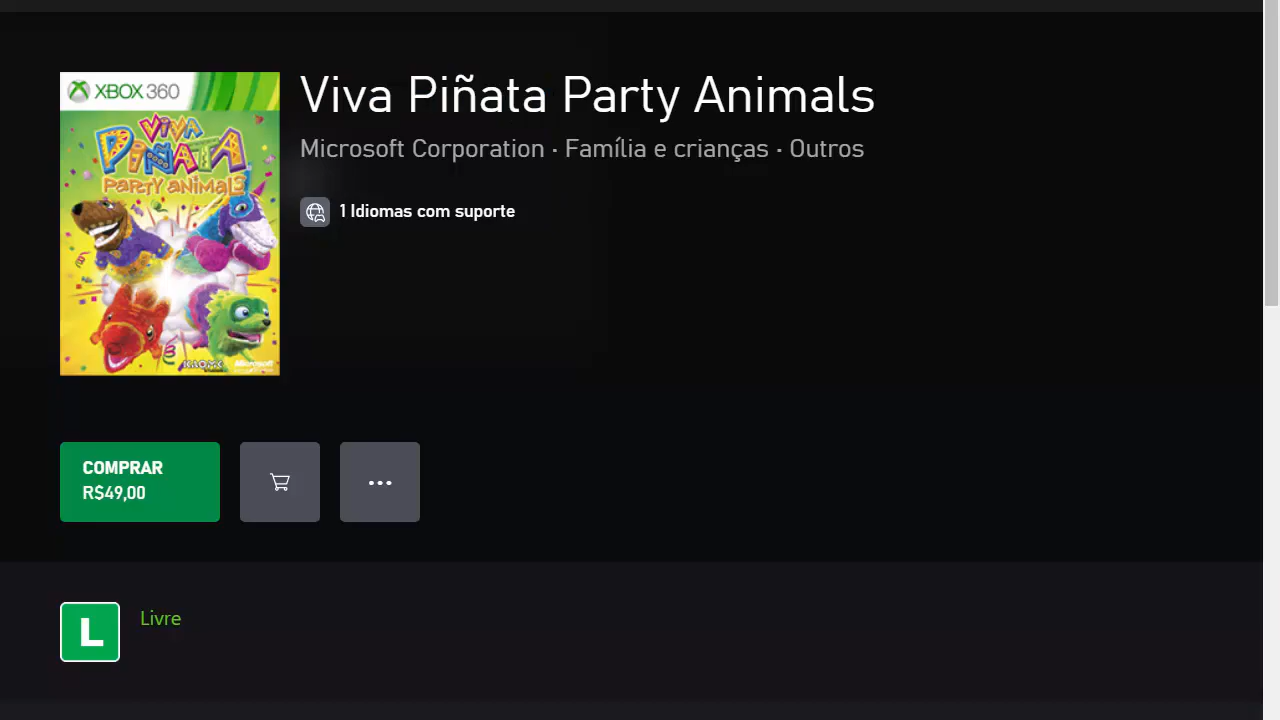 Viva Piñata Party Animals
Microsoft Corporation · Família e crianças · Outros
1 Idiomas com suporte
XBOX 360
VIVA
PIÑATA
PARTY ANIMALS
Microsoft
COMPRAR
R$49,00
L
Livre